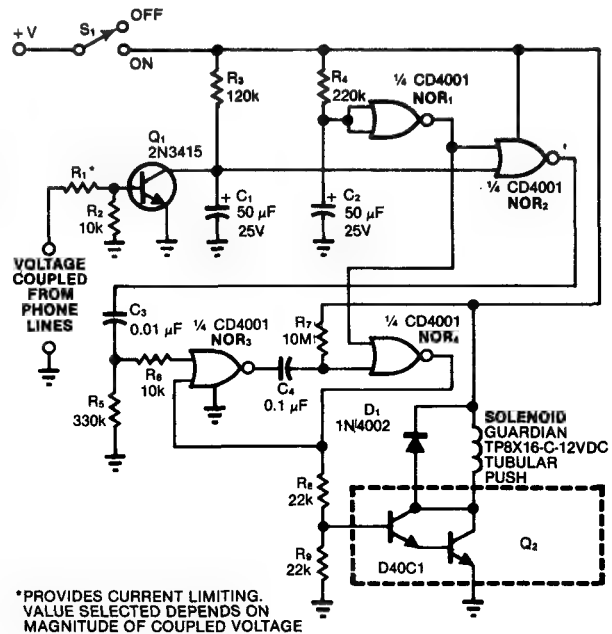 OFF
+V
S1
ON
R3
120k
R4
220k
¼ CD4001
NOR1
Q1
2N3415
R1*
R2
10k
+
C1
50 µF
25V
+
C2
50 µF
25V
¼ CD4001
NOR2
VOLTAGE
COUPLED
FROM
PHONE
LINES
C3
0.01 µF
¼ CD4001
NOR3
R7
10M
¼ CD4001
NOR4
R6
10k
C4
0.1 µF
R5
330k
D1
1N4002
SOLENOID
GUARDIAN
TP8X16-C-12VDC
TUBULAR
PUSH
R8
22k
Q2
R9
22k
D40C1
*PROVIDES CURRENT LIMITING.
VALUE SELECTED DEPENDS ON
MAGNITUDE OF COUPLED VOLTAGE